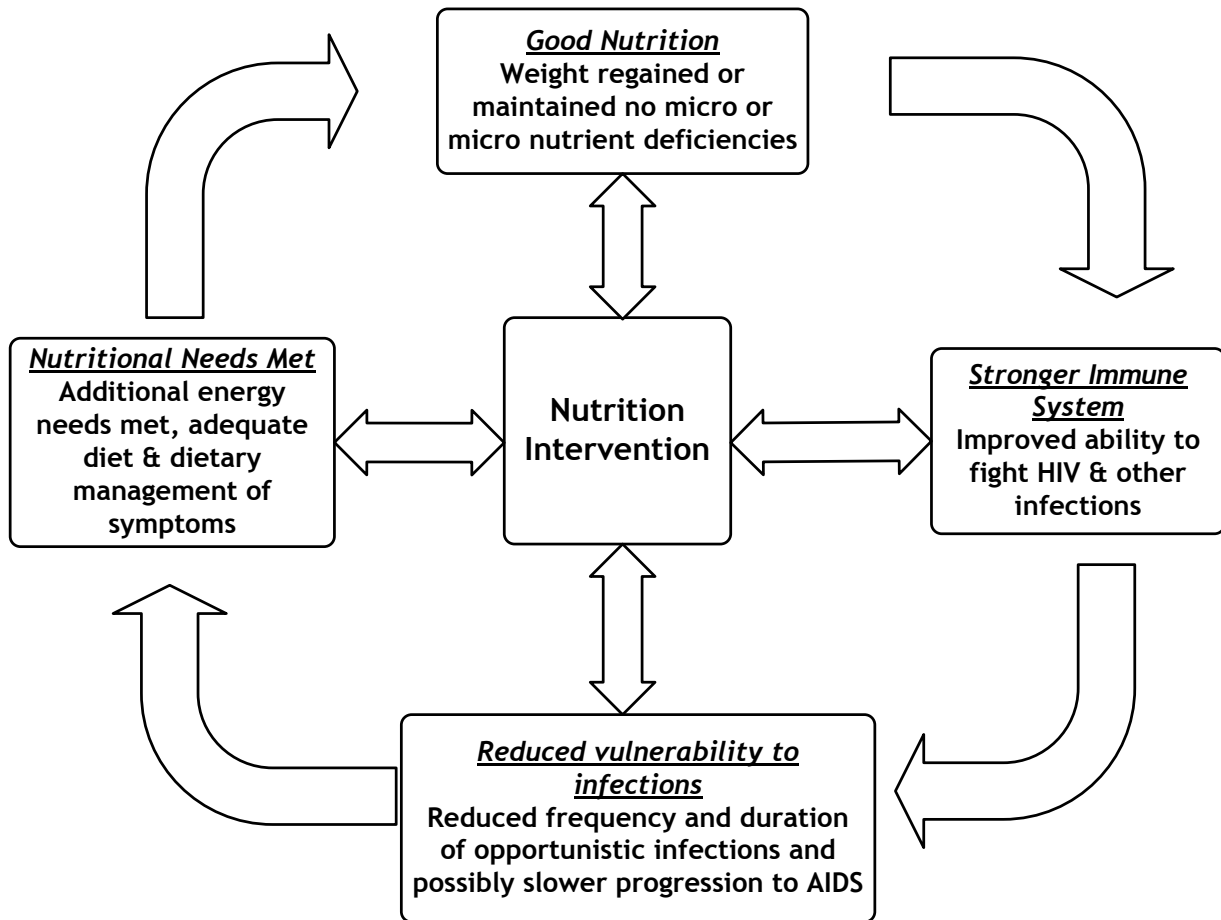 Good Nutrition
Weight regained or
maintained no micro or
micro nutrient deficiencies
Nutritional Needs Met
Additional energy
needs met, adequate
diet & dietary
management of
symptoms
Nutrition
Intervention
Stronger Immune
System
Improved ability to
fight HIV & other
infections
Reduced vulnerability to
infections
Reduced frequency and duration
of opportunistic infections and
possibly slower progression to AIDS